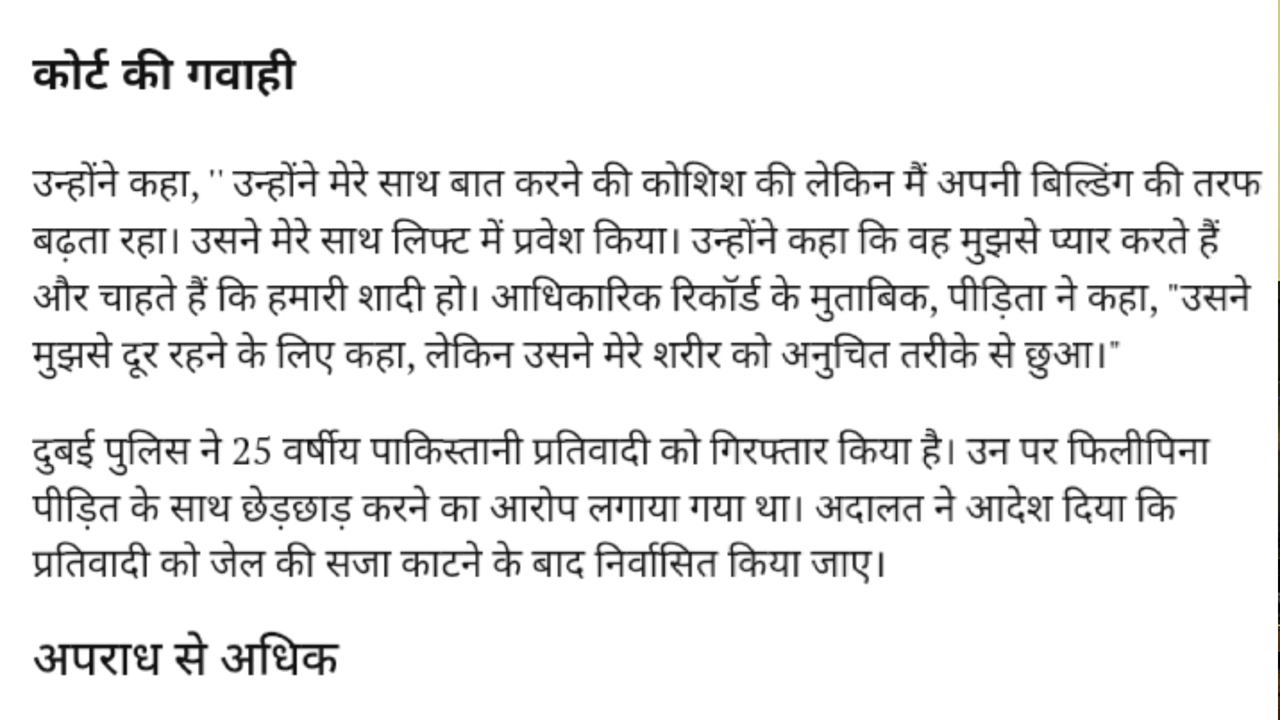 कोर्ट की गवाही
उन्होंने कहा, '' उन्होंने मेरे साथ बात करने की कोशिश की लेकिन मैं अपनी बिल्डिंग की तरफ
बढ़ता रहा। उसने मेरे साथ लिफ्ट में प्रवेश किया। उन्होंने कहा कि वह मुझसे प्यार करते हैं
और चाहते हैं कि हमारी शादी हो। आधिकारिक रिकॉर्ड के मुताबिक, पीड़िता ने कहा, "उसने
मुझसे दूर रहने के लिए कहा, लेकिन उसने मेरे शरीर को अनुचित तरीके से छुआ।"
दुबई पुलिस ने 25 वर्षीय पाकिस्तानी प्रतिवादी को गिरफ्तार किया है। उन पर फिलीपिना
पीड़ित के साथ छेड़छाड़ करने का आरोप लगाया गया था। अदालत ने आदेश दिया कि
प्रतिवादी को जेल की सजा काटने के बाद निर्वासित किया जाए।
अपराध से अधिक